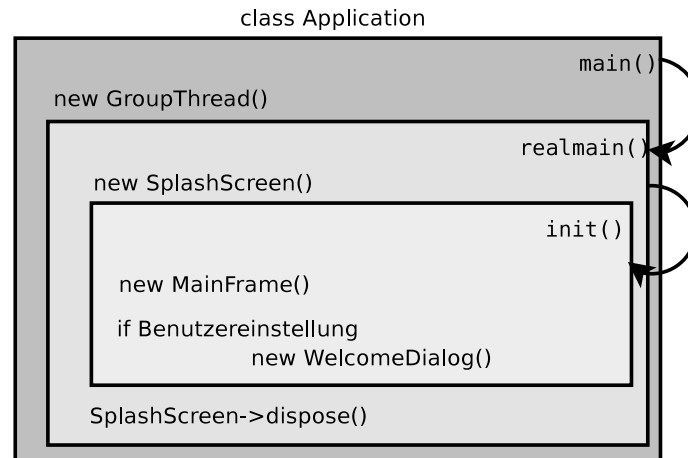 class Application
main()
new GroupThread()
realmain()
new SplashScreen()
init()
new MainFrame()
if Benutzereinstellung
new WelcomeDialog()
SplashScreen->dispose()